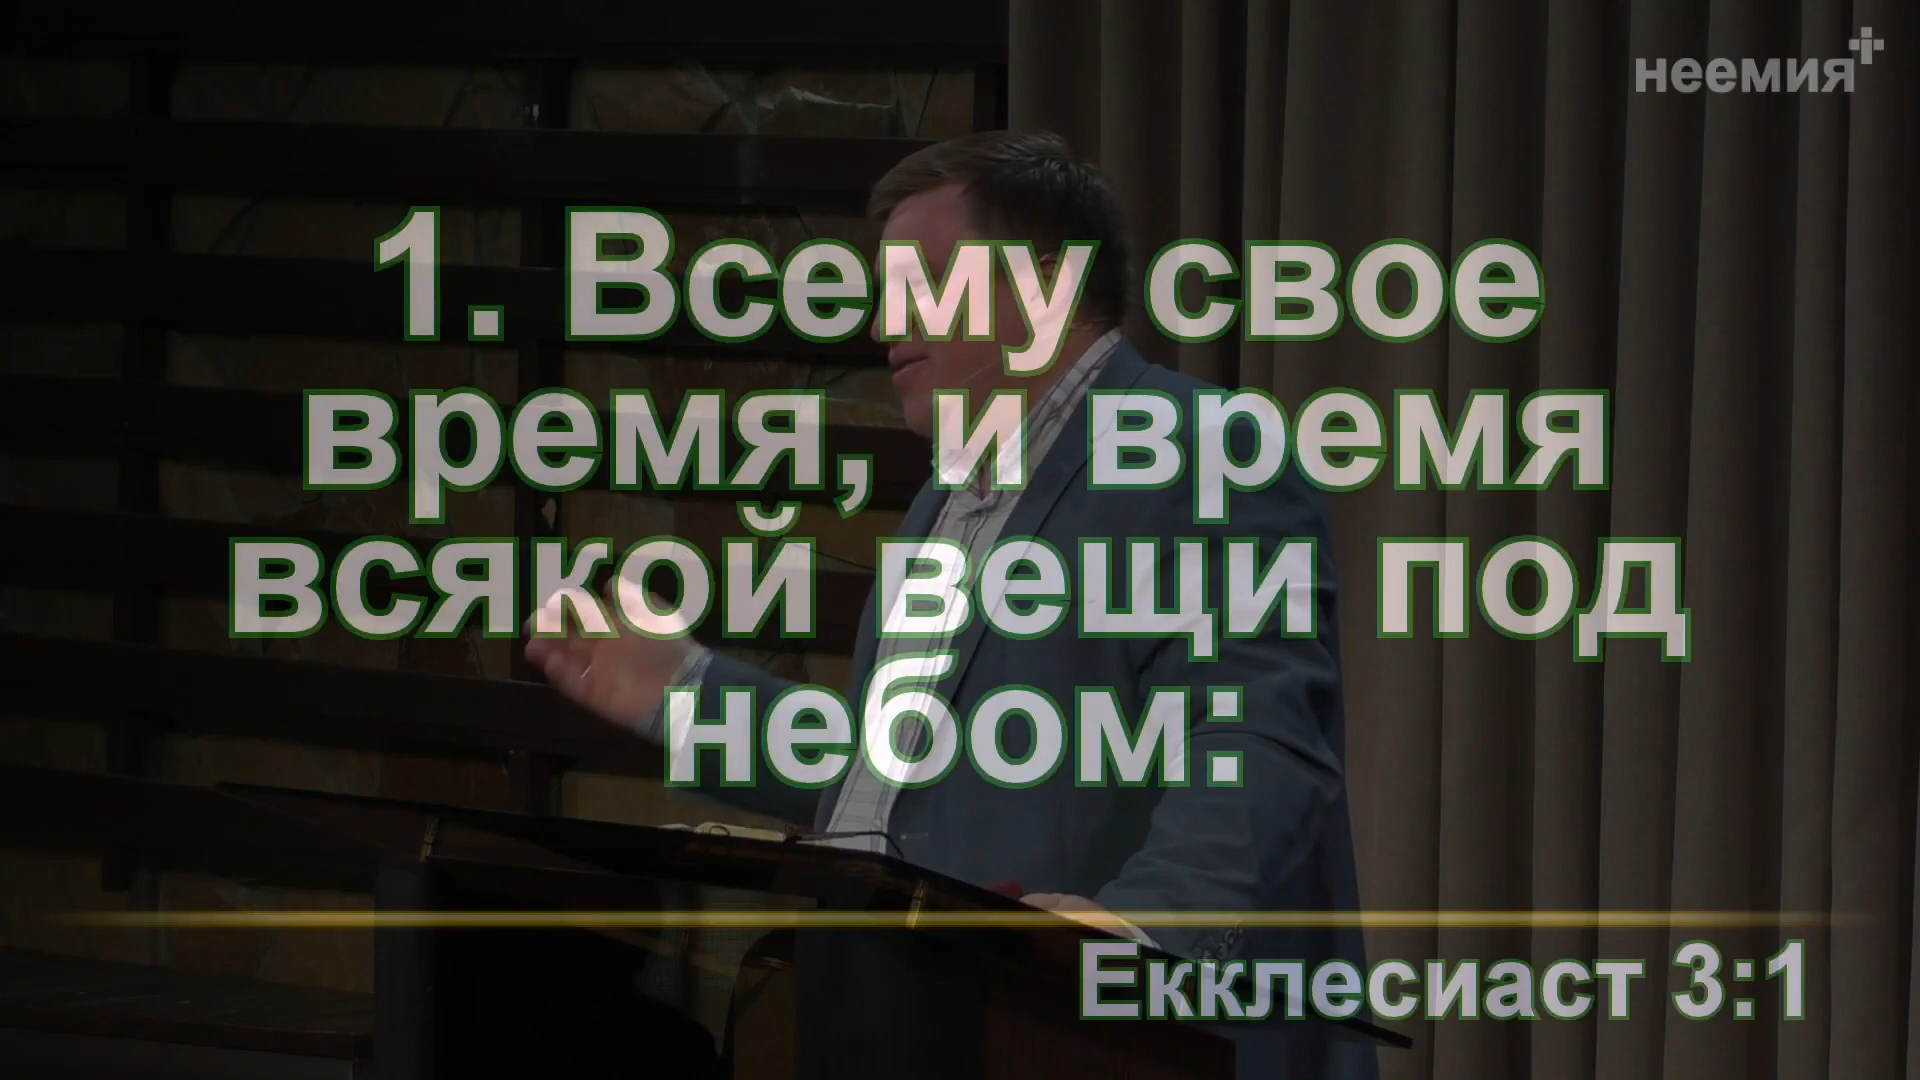 неемия
1. Всему свое
время, и время
всякой вещи под
небом:
Екклесиаст 3:1